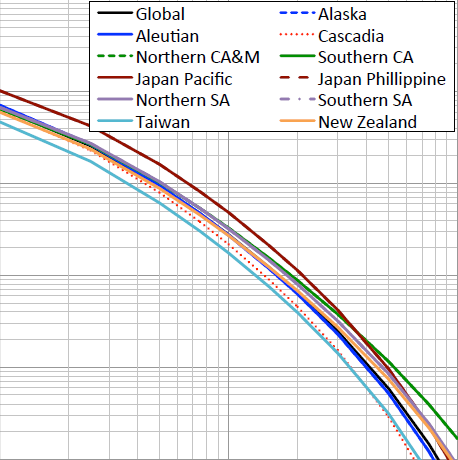 Global Alaska
Aleutian Cascadia
Northern CA&M Southern CA
Japan Pacific Japan Phillippine
Northern SA Southern SA
Taiwan New Zealand